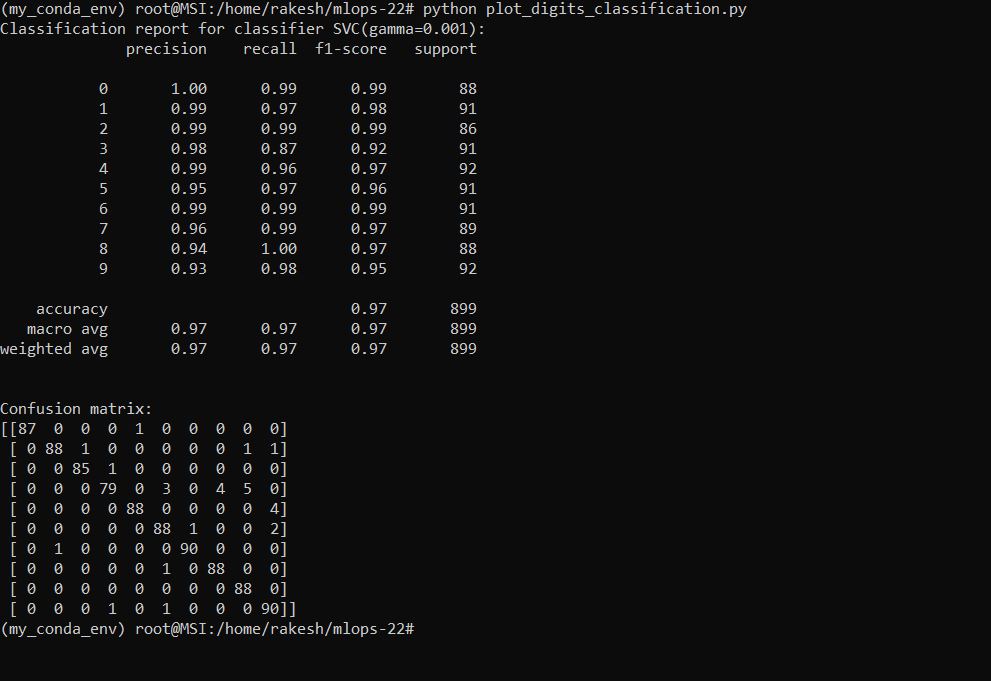 (my_conda_env) root@MSI:/home/rakesh/mlops-22# python plot_digits_classification.py
Classification report for classifier SVC(gamma=0.001):
              precision    recall  f1-score   support

           0       1.00      0.99      0.99        88
           1       0.99      0.97      0.98        91
           2       0.99      0.99      0.99        86
           3       0.98      0.87      0.92        91
           4       0.99      0.96      0.97        92
           5       0.95      0.97      0.96        91
           6       0.99      0.99      0.99        91
           7       0.96      0.99      0.97        89
           8       0.94      1.00      0.97        88
           9       0.93      0.98      0.95        92

    accuracy                           0.97       899
   macro avg       0.97      0.97      0.97       899
weighted avg       0.97      0.97      0.97       899


Confusion matrix:
[[87  0  0  0  1  0  0  0  0  0]
 [ 0 88  1  0  0  0  0  0  1  1]
 [ 0  0 85  1  0  0  0  0  0  0]
 [ 0  0  0 79  0  3  0  4  5  0]
 [ 0  0  0  0 88  0  0  0  0  4]
 [ 0  0  0  0  0 88  1  0  0  2]
 [ 0  1  0  0  0  0 90  0  0  0]
 [ 0  0  0  0  0  1  0 88  0  0]
 [ 0  0  0  0  0  0  0  0 88  0]
 [ 0  0  0  1  0  1  0  0  0 90]]
(my_conda_env) root@MSI:/home/rakesh/mlops-22#